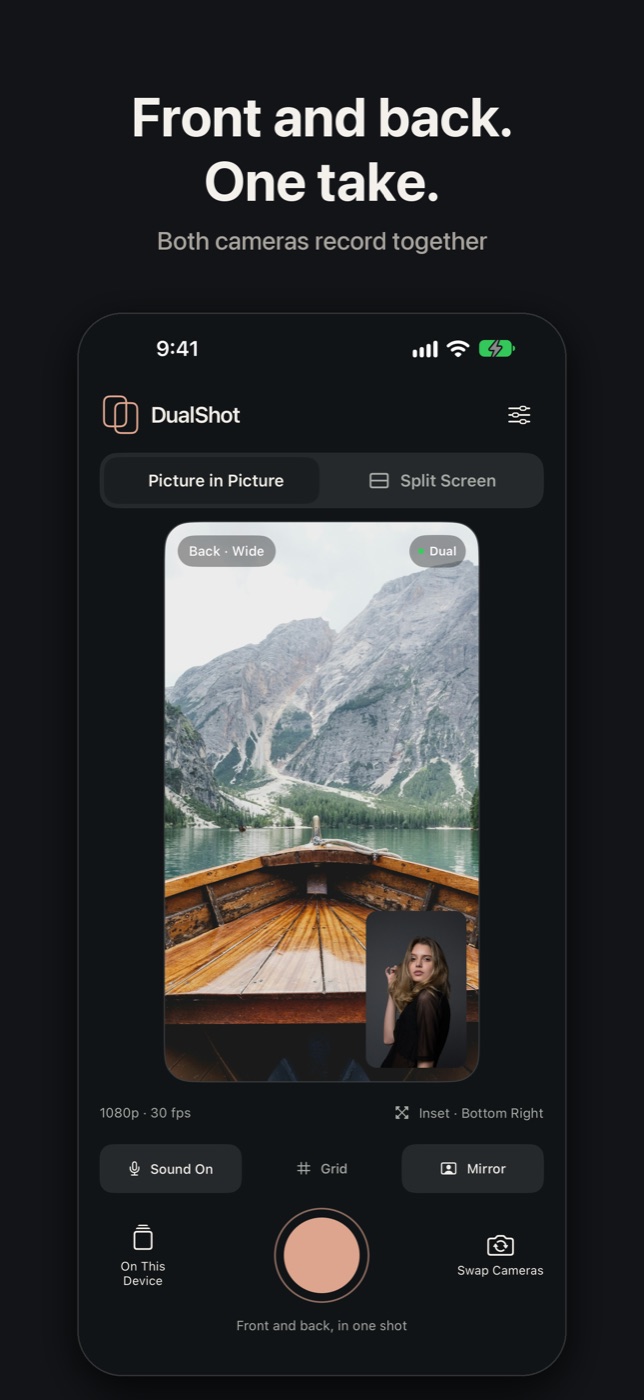 Front and back.
One take.
Both cameras record together
9:41
DualShot
Picture in Picture
Split Screen
Back · Wide
Dual
1080p · 30 fps
Inset · Bottom Right
Sound On
Grid
Mirror
On This
Device
Swap Cameras
Front and back, in one shot